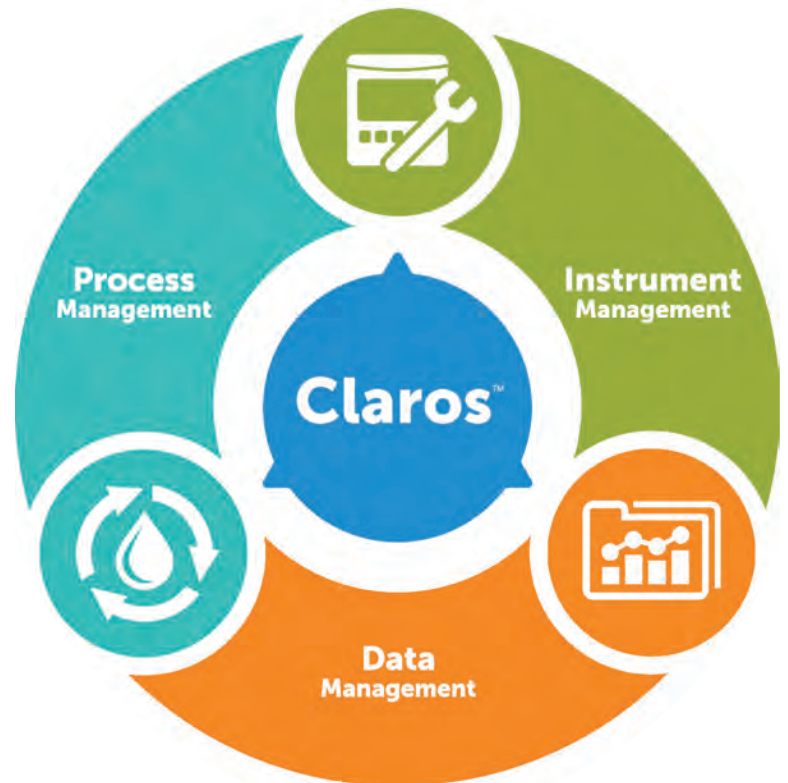 Process
Management
Instrument
Management
Claros™
Data
Management